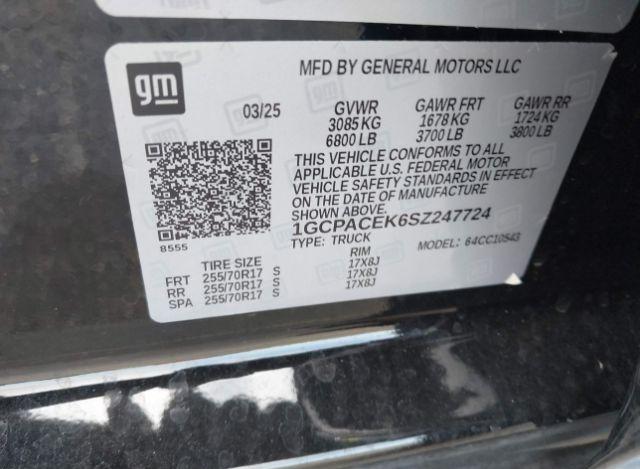 gm
MFD BY GENERAL MOTORS LLC
03/25 GVWR GAWR FRT GAWR RR
3085 KG 1678 KG 1724 KG
6800 LB 3700 LB 3800 LB
THIS VEHICLE CONFORMS TO ALL
APPLICABLE U.S. FEDERAL MOTOR
VEHICLE SAFETY STANDARDS IN EFFECT
ON THE DATE OF MANUFACTURE
SHOWN ABOVE.
1GCPACEK6SZ247724
8555
TYPE: TRUCK MODEL: 64CC10543
TIRE SIZE RIM
FRT 255/70R17 S 17X8J
RR 255/70R17 S 17X8J
SPA 255/70R17 S 17X8J